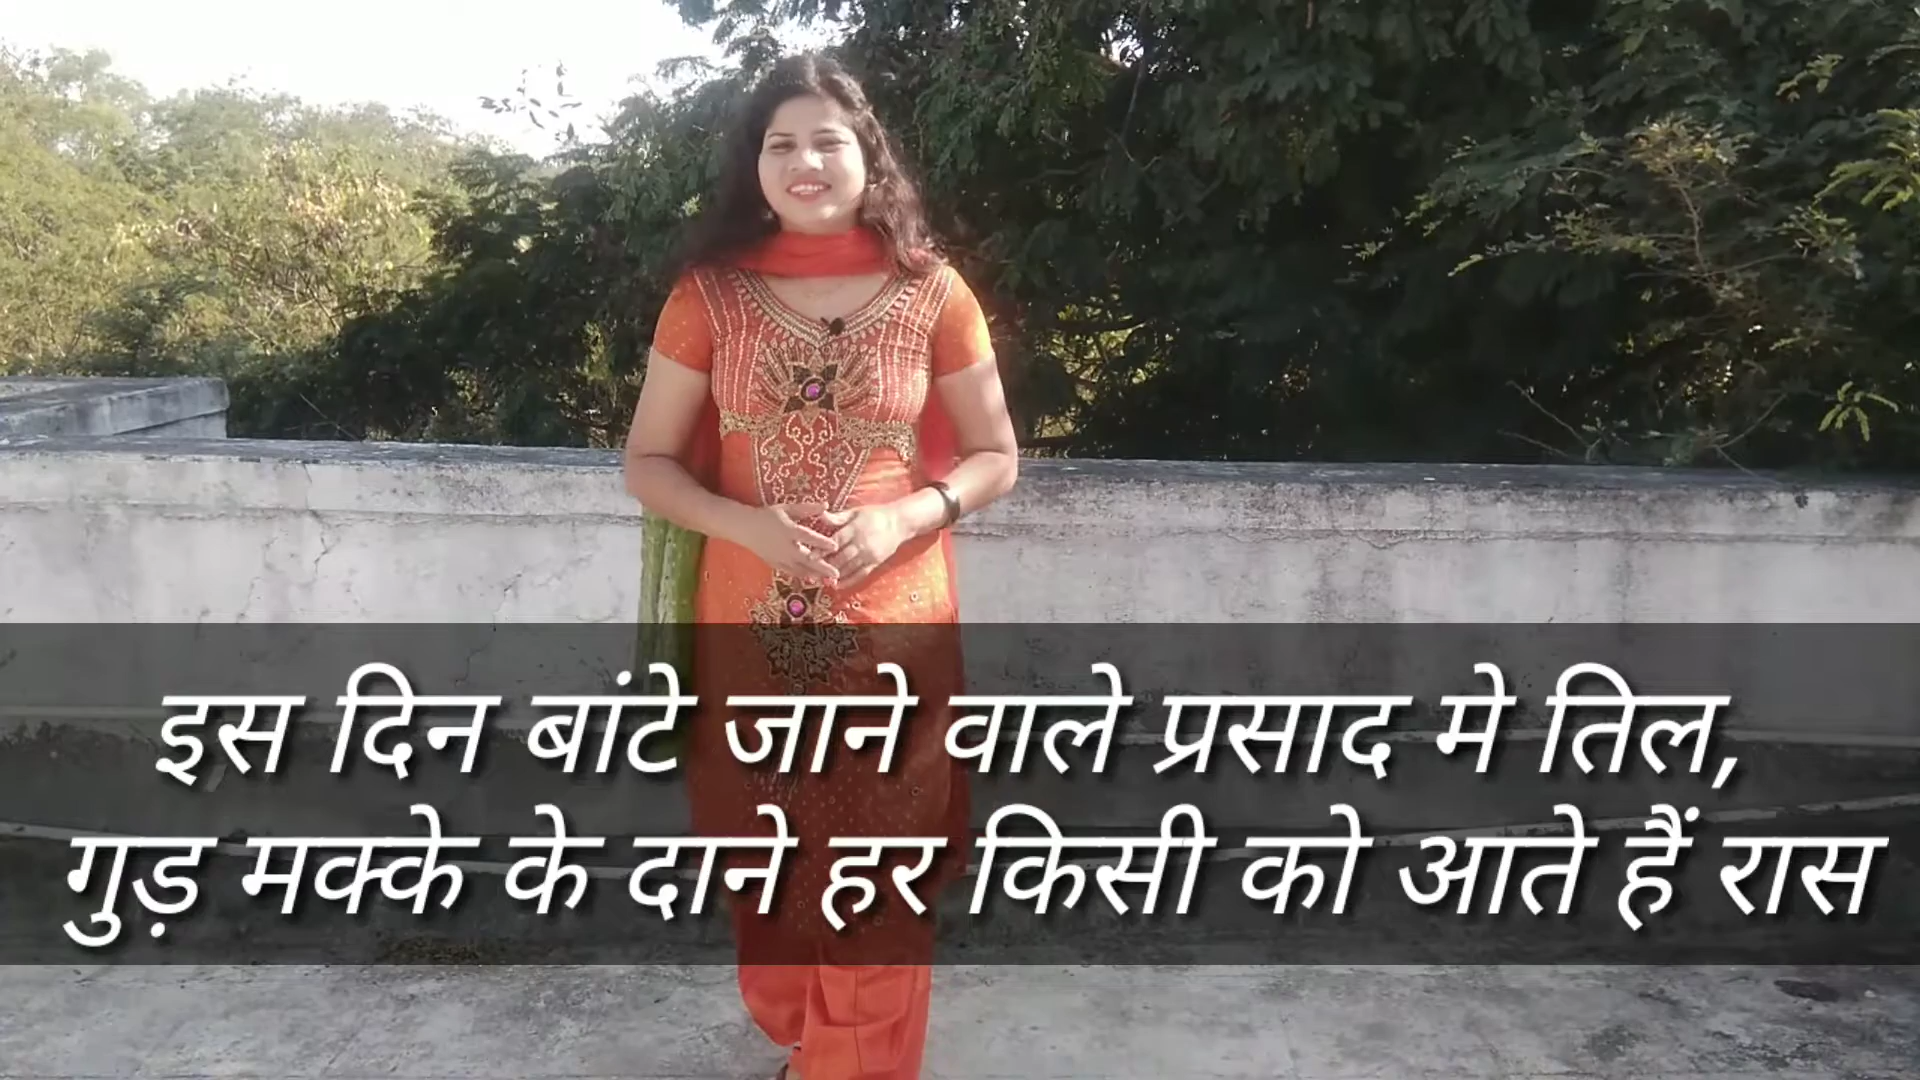 इस दिन बांटे जाने वाले प्रसाद मे तिल,
गुड़ मक्के के दाने हर किसी को आते हैं रास